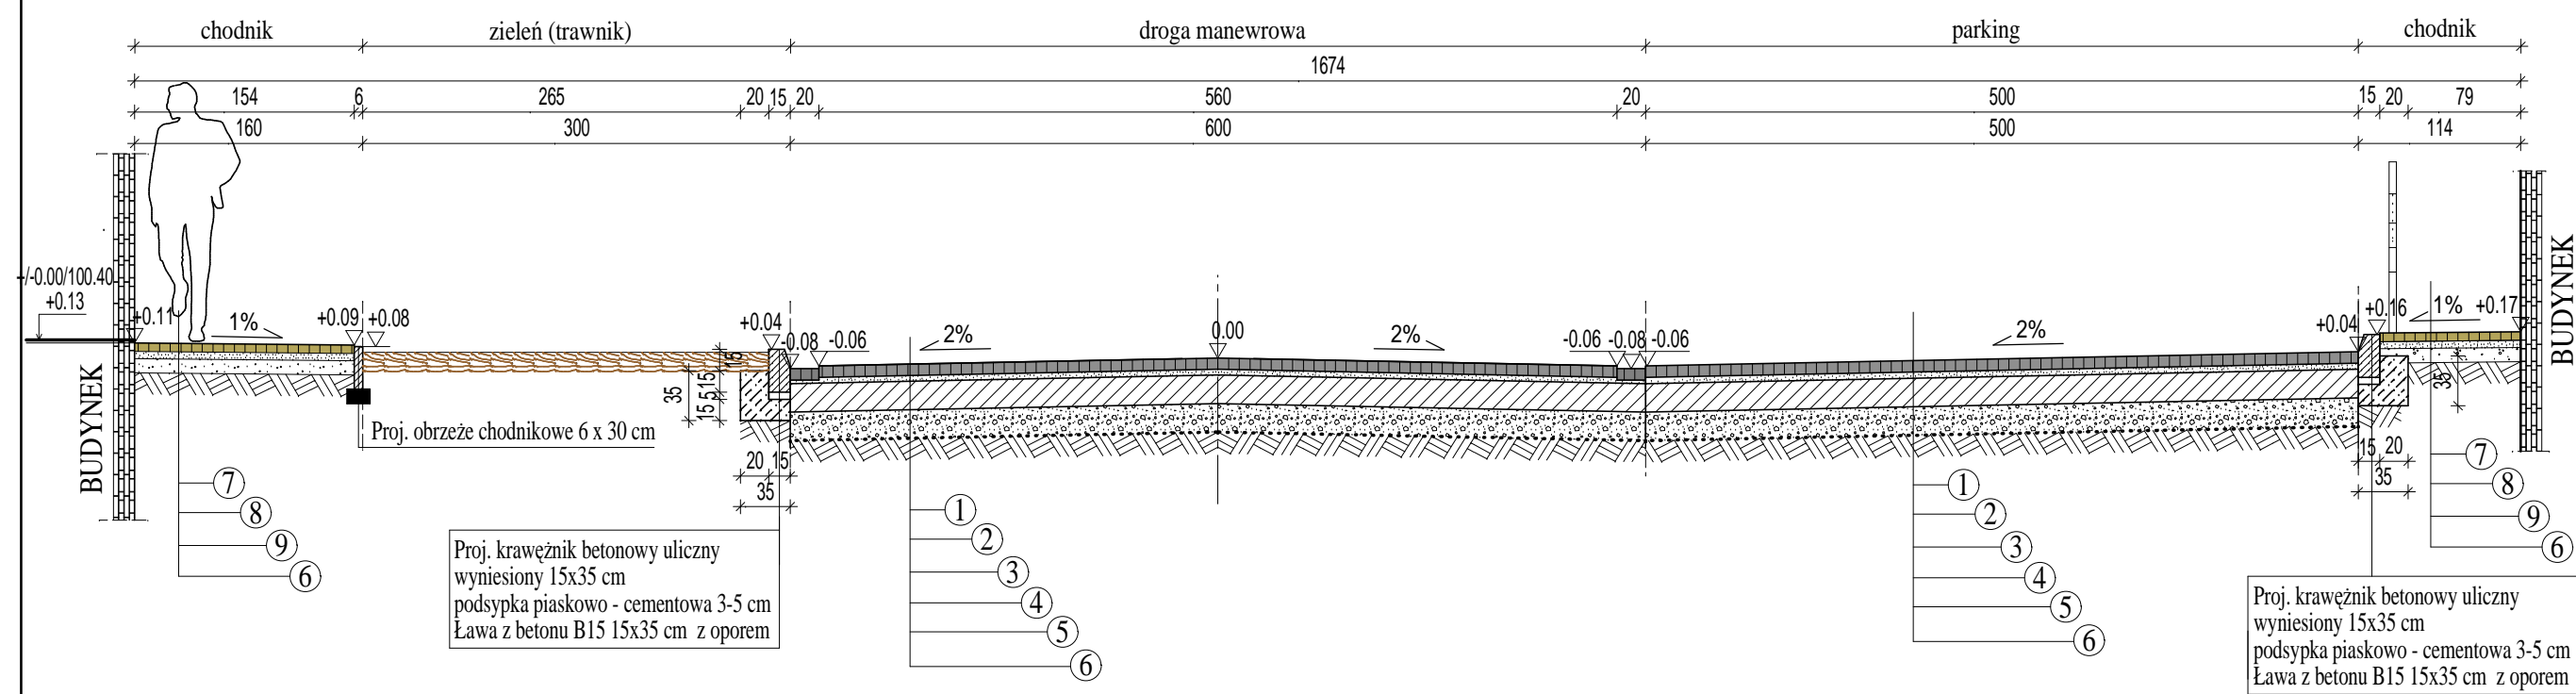 chodnik zieleń (trawnik) droga manewrowa parking chodnik
1674
154 6 265 20 15 20 560 20 500 15 20 79
160 300 600 500 114
+/-0.00/100.40
+0.13
+0.11 1% +0.09 +0.08 +0.04 -0.08 -0.06 2% 0.00 2% -0.06 -0.08 -0.06 2% +0.04 +0.16 1% +0.17
BUDYNEK
BUDYNEK
15
35
15 5 15
35
Proj. obrzeże chodnikowe 6 x 30 cm
20 15
35
15 20
35
7
8
9
6
Proj. krawężnik betonowy uliczny
wyniesiony 15x35 cm
podsypka piaskowo - cementowa 3-5 cm
Ława z betonu B15 15x35 cm z oporem
1
2
3
4
5
6
1
2
3
4
5
6
7
8
9
6
Proj. krawężnik betonowy uliczny
wyniesiony 15x35 cm
podsypka piaskowo - cementowa 3-5 cm
Ława z betonu B15 15x35 cm z oporem